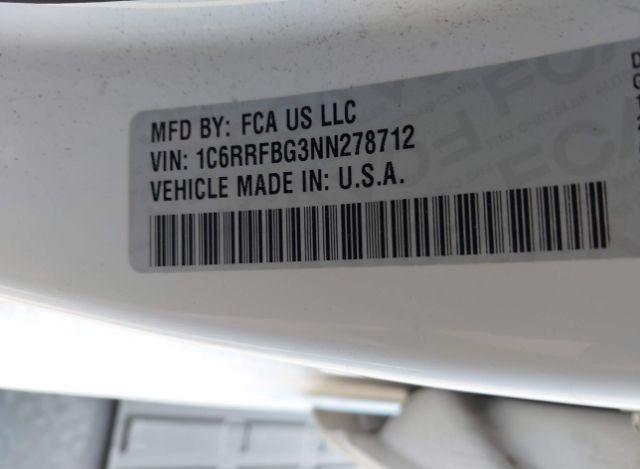 MFD BY: FCA US LLC
VIN: 1C6RRFBG3NN278712
VEHICLE MADE IN: U.S.A.